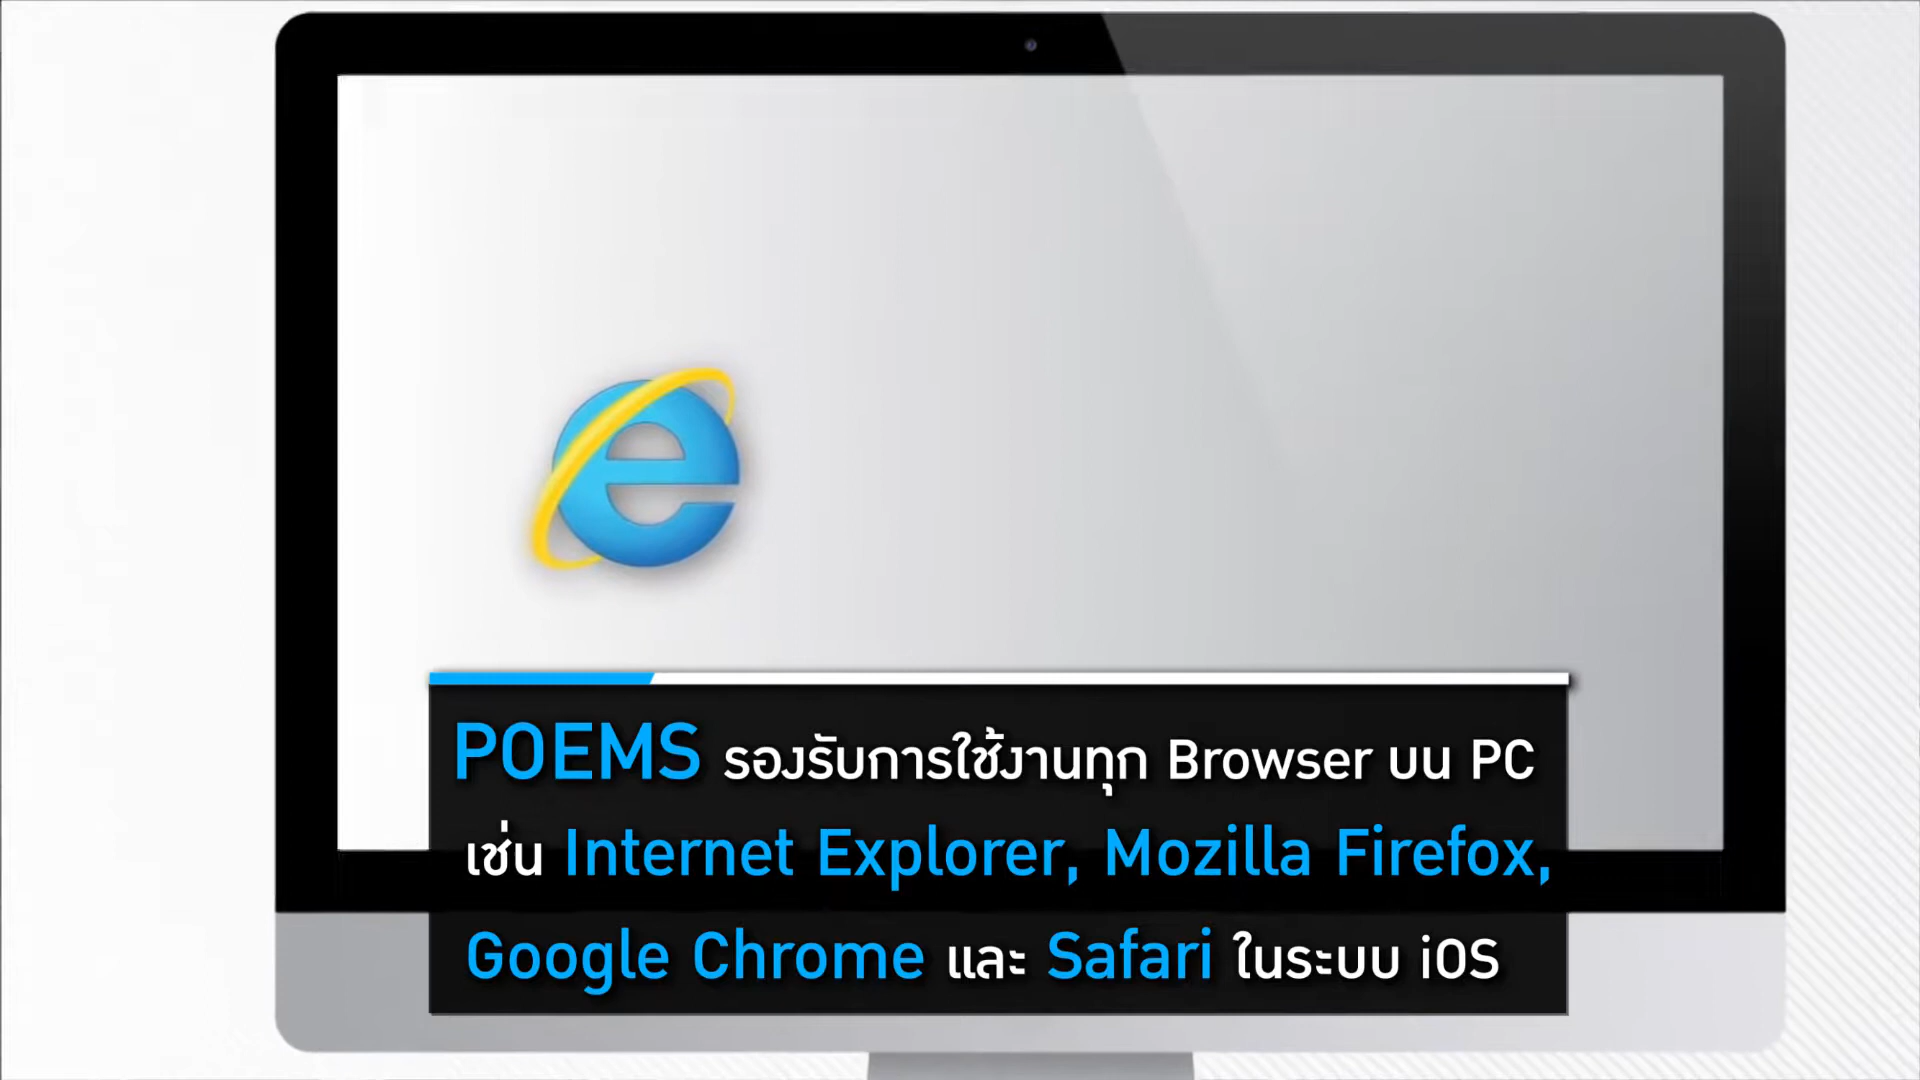 POEMS รองรับการใช้งานทุก Browser บน PC
เช่น Internet Explorer, Mozilla Firefox,
Google Chrome และ Safari ในระบบ iOS